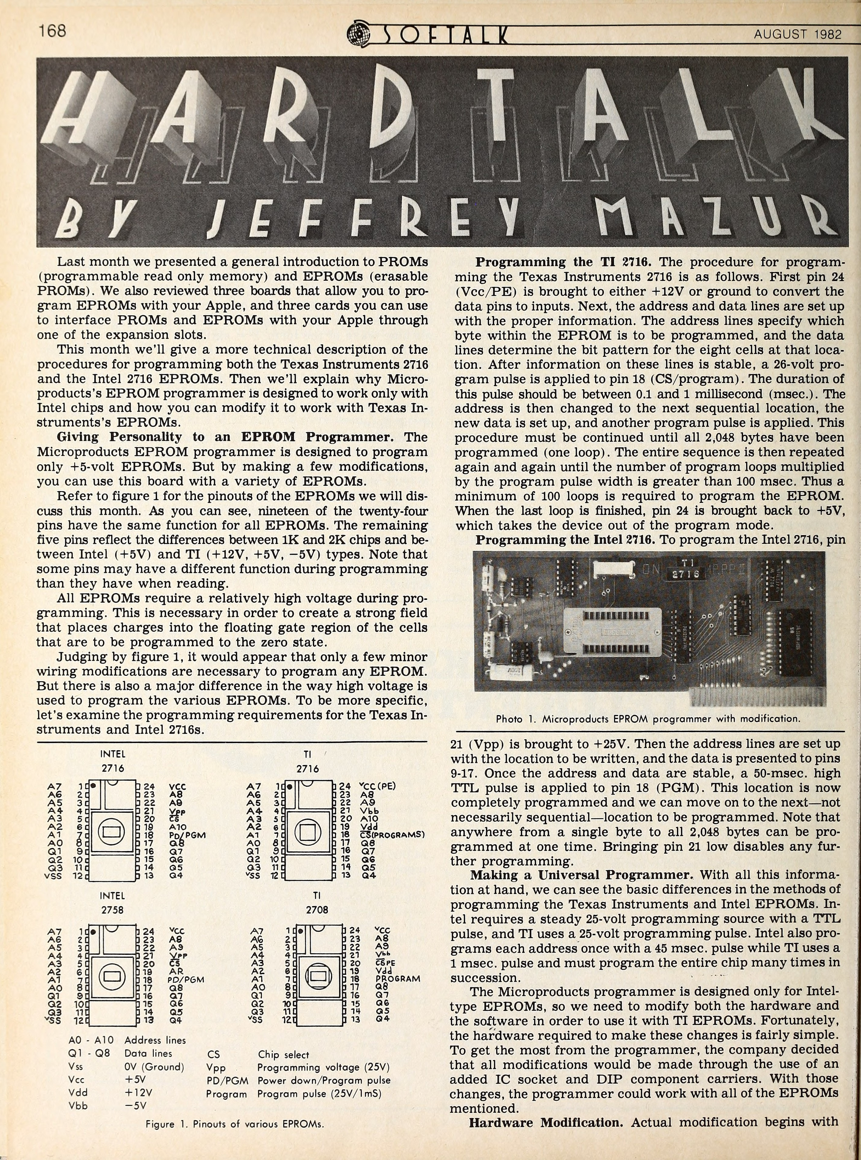 168
SOFTALK
AUGUST 1982
HARD TALK
BY JEFFREY MAZUR
Last month we presented a general introduction to PROMs
(programmable read only memory) and EPROMs (erasable
PROMs). We also reviewed three boards that allow you to pro-
gram EPROMs with your Apple, and three cards you can use
to interface PROMs and EPROMs with your Apple through
one of the expansion slots.
This month we'll give a more technical description of the
procedures for programming both the Texas Instruments 2716
and the Intel 2716 EPROMs. Then we'll explain why Micro-
products's EPROM programmer is designed to work only with
Intel chips and how you can modify it to work with Texas In-
struments's EPROMs.
Giving Personality to an EPROM Programmer. The
Microproducts EPROM programmer is designed to program
only +5-volt EPROMs. But by making a few modifications,
you can use this board with a variety of EPROMs.
Refer to figure 1 for the pinouts of the EPROMs we will dis-
cuss this month. As you can see, nineteen of the twenty-four
pins have the same function for all EPROMs. The remaining
five pins reflect the differences between 1K and 2K chips and be-
tween Intel (+5V) and TI (+12V, +5V, −5V) types. Note that
some pins may have a different function during programming
than they have when reading.
All EPROMs require a relatively high voltage during pro-
gramming. This is necessary in order to create a strong field
that places charges into the floating gate region of the cells
that are to be programmed to the zero state.
Judging by figure 1, it would appear that only a few minor
wiring modifications are necessary to program any EPROM.
But there is also a major difference in the way high voltage is
used to program the various EPROMs. To be more specific,
let's examine the programming requirements for the Texas In-
struments and Intel 2716s.
INTEL
2716
A7 1 24 VCC
A6 2 23 A8
A5 3 22 A9
A4 4 21 Vpp
A3 5 20 CS
A2 6 19 A10
A1 7 18 PD/PGM
A0 8 17 Q8
Q1 9 16 Q7
Q2 10 15 Q6
Q3 11 14 Q5
VSS 12 13 Q4
TI
2716
A7 1 24 VCC(PE)
A6 2 23 A8
A5 3 22 A9
A4 4 21 Vbb
A3 5 20 A10
A2 6 19 Vdd
A1 7 18 CS(PROGRAMS)
A0 8 17 Q8
Q1 9 16 Q7
Q2 10 15 Q6
Q3 11 14 Q5
VSS 12 13 Q4
INTEL
2758
A7 1 24 VCC
A6 2 23 A8
A5 3 22 A9
A4 4 21 VPP
A3 5 20 CS
A2 6 19 AR
A1 7 18 PD/PGM
A0 8 17 Q8
Q1 9 16 Q7
Q2 10 15 Q6
Q3 11 14 Q5
VSS 12 13 Q4
TI
2708
A7 1 24 VCC
A6 2 23 A8
A5 3 22 A9
A4 4 21 Vbb
A3 5 20 CSPE
A2 6 19 Vdd
A1 7 18 PROGRAM
A0 8 17 Q8
Q1 9 16 Q7
Q2 10 15 Q6
Q3 11 14 Q5
VSS 12 13 Q4
A0 - A10 Address lines
Q1 - Q8 Data lines CS Chip select
Vss 0V (Ground) Vpp Programming voltage (25V)
Vcc +5V PD/PGM Power down/Program pulse
Vdd +12V Program Program pulse (25V/1mS)
Vbb −5V
Figure 1. Pinouts of various EPROMs.
Programming the TI 2716. The procedure for program-
ming the Texas Instruments 2716 is as follows. First pin 24
(Vcc/PE) is brought to either +12V or ground to convert the
data pins to inputs. Next, the address and data lines are set up
with the proper information. The address lines specify which
byte within the EPROM is to be programmed, and the data
lines determine the bit pattern for the eight cells at that loca-
tion. After information on these lines is stable, a 26-volt pro-
gram pulse is applied to pin 18 (CS/program). The duration of
this pulse should be between 0.1 and 1 millisecond (msec.). The
address is then changed to the next sequential location, the
new data is set up, and another program pulse is applied. This
procedure must be continued until all 2,048 bytes have been
programmed (one loop). The entire sequence is then repeated
again and again until the number of program loops multiplied
by the program pulse width is greater than 100 msec. Thus a
minimum of 100 loops is required to program the EPROM.
When the last loop is finished, pin 24 is brought back to +5V,
which takes the device out of the program mode.
Programming the Intel 2716. To program the Intel 2716, pin
ON
TI
2716
Photo 1. Microproducts EPROM programmer with modification.
21 (Vpp) is brought to +25V. Then the address lines are set up
with the location to be written, and the data is presented to pins
9-17. Once the address and data are stable, a 50-msec. high
TTL pulse is applied to pin 18 (PGM). This location is now
completely programmed and we can move on to the next—not
necessarily sequential—location to be programmed. Note that
anywhere from a single byte to all 2,048 bytes can be pro-
grammed at one time. Bringing pin 21 low disables any fur-
ther programming.
Making a Universal Programmer. With all this informa-
tion at hand, we can see the basic differences in the methods of
programming the Texas Instruments and Intel EPROMs. In-
tel requires a steady 25-volt programming source with a TTL
pulse, and TI uses a 25-volt programming pulse. Intel also pro-
grams each address once with a 45 msec. pulse while TI uses a
1 msec. pulse and must program the entire chip many times in
succession.
The Microproducts programmer is designed only for Intel-
type EPROMs, so we need to modify both the hardware and
the software in order to use it with TI EPROMs. Fortunately,
the hardware required to make these changes is fairly simple.
To get the most from the programmer, the company decided
that all modifications would be made through the use of an
added IC socket and DIP component carriers. With those
changes, the programmer could work with all of the EPROMs
mentioned.
Hardware Modification. Actual modification begins with